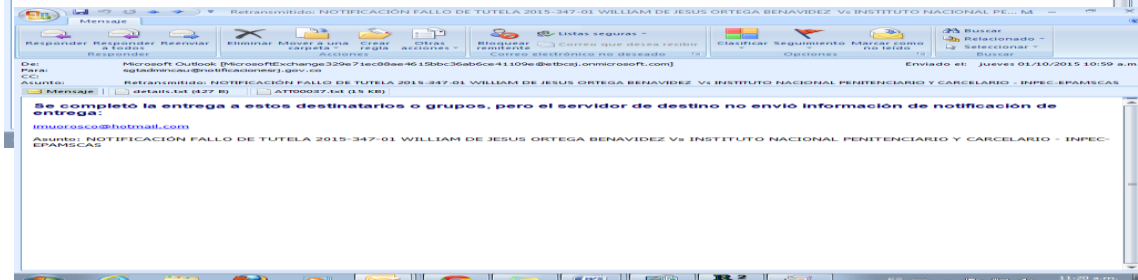 Retransmitido: NOTIFICACIÓN FALLO DE TUTELA 2015-347-01 WILLIAM DE JESUS ORTEGA BENAVIDEZ Vs INSTITUTO NACIONAL PE... M
Mensaje
Responder Responder a todos Reenviar Eliminar Mover a una carpeta Crear regla Otras acciones Bloquear remitente Listas seguras Correo que desea recibir Clasificar Seguimiento Marcar como no leído Buscar Relacionado Seleccionar
Responder Acciones Correo electrónico no deseado Opciones Buscar
De: Microsoft Outlook Enviado el: jueves 01/10/2015 10:59 a.m.
Para: sgtadmincau@notificacionesrj.gov.co
CC:
Asunto: Retransmitido: NOTIFICACIÓN FALLO DE TUTELA 2015-347-01 WILLIAM DE JESUS ORTEGA BENAVIDEZ Vs INSTITUTO NACIONAL PENITENCIARIO Y CARCELARIO - INPEC-EPAMSCAS
Mensaje details.txt (427 B) ATT00037.txt (15 KB)
Se completó la entrega a estos destinatarios o grupos, pero el servidor de destino no envió información de notificación de
entrega:
imuorosco@hotmail.com
Asunto: NOTIFICACIÓN FALLO DE TUTELA 2015-347-01 WILLIAM DE JESUS ORTEGA BENAVIDEZ Vs INSTITUTO NACIONAL PENITENCIARIO Y CARCELARIO - INPEC-
EPAMSCAS
11:20 a.m.